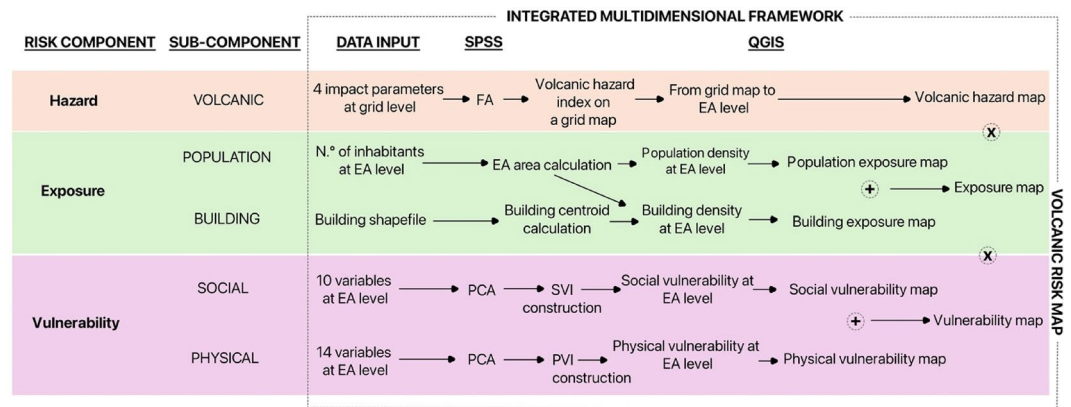 INTEGRATED MULTIDIMENSIONAL FRAMEWORK
RISK COMPONENT
SUB-COMPONENT
DATA INPUT
SPSS
QGIS
Hazard
VOLCANIC
4 impact parameters
at grid level
FA
Volcanic hazard
index on
a grid map
From grid map to
EA level
Volcanic hazard map
X
Exposure
POPULATION
N.º of inhabitants
at EA level
EA area calculation
Population density
at EA level
Population exposure map
+
Exposure map
BUILDING
Building shapefile
Building centroid
calculation
Building density
at EA level
Building exposure map
X
Vulnerability
SOCIAL
10 variables
at EA level
PCA
SVI
construction
Social vulnerability at
EA level
Social vulnerability map
+
Vulnerability map
PHYSICAL
14 variables
at EA level
PCA
PVI
construction
Physical vulnerability at
EA level
Physical vulnerability map
VOLCANIC RISK MAP